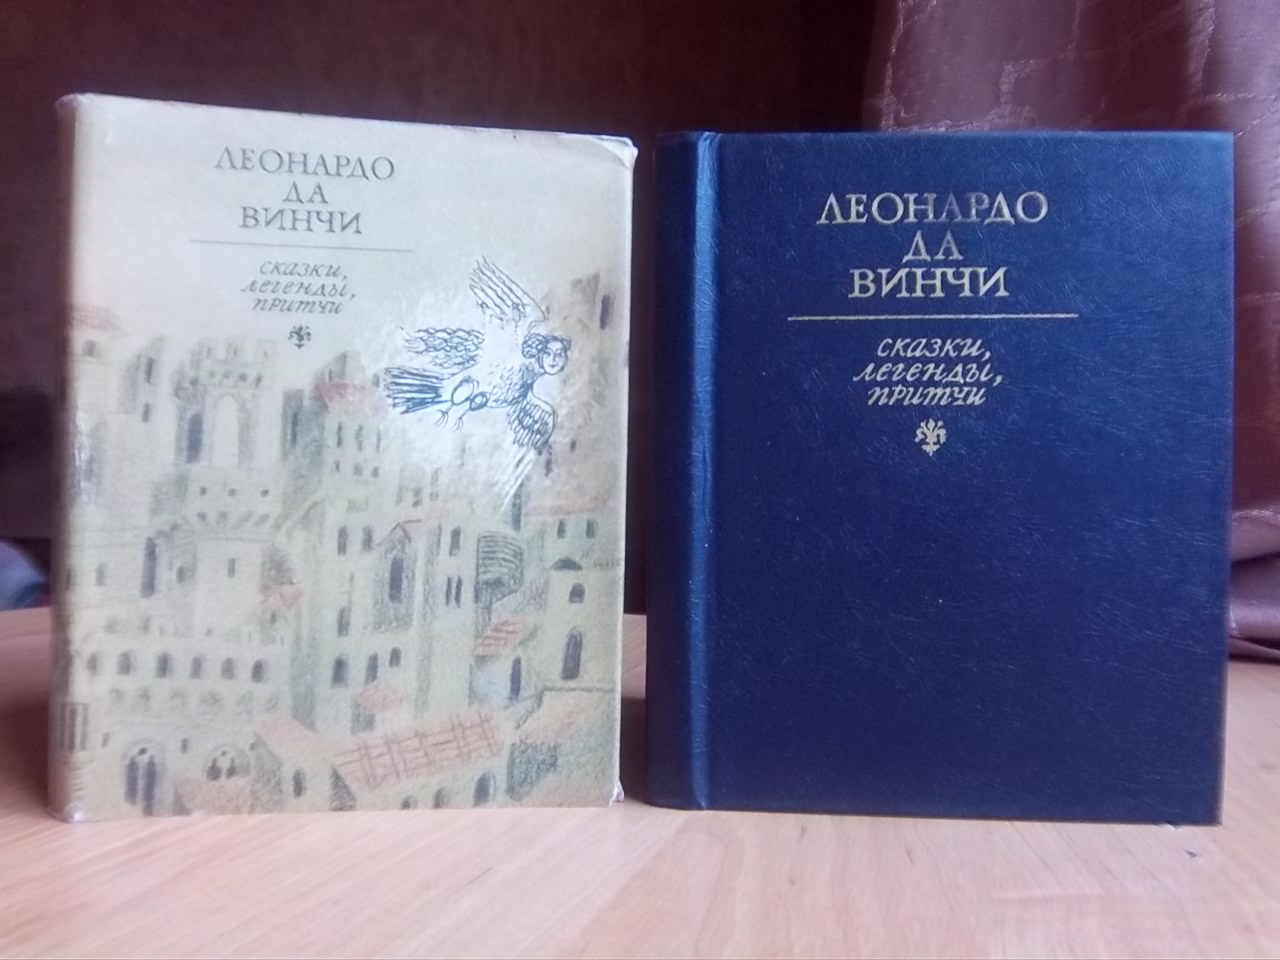 ЛЕОНАРДО
ДА
ВИНЧИ
сказки,
легенды,
притчи
ЛЕОНАРДО
ДА
ВИНЧИ
сказки,
легенды,
притчи